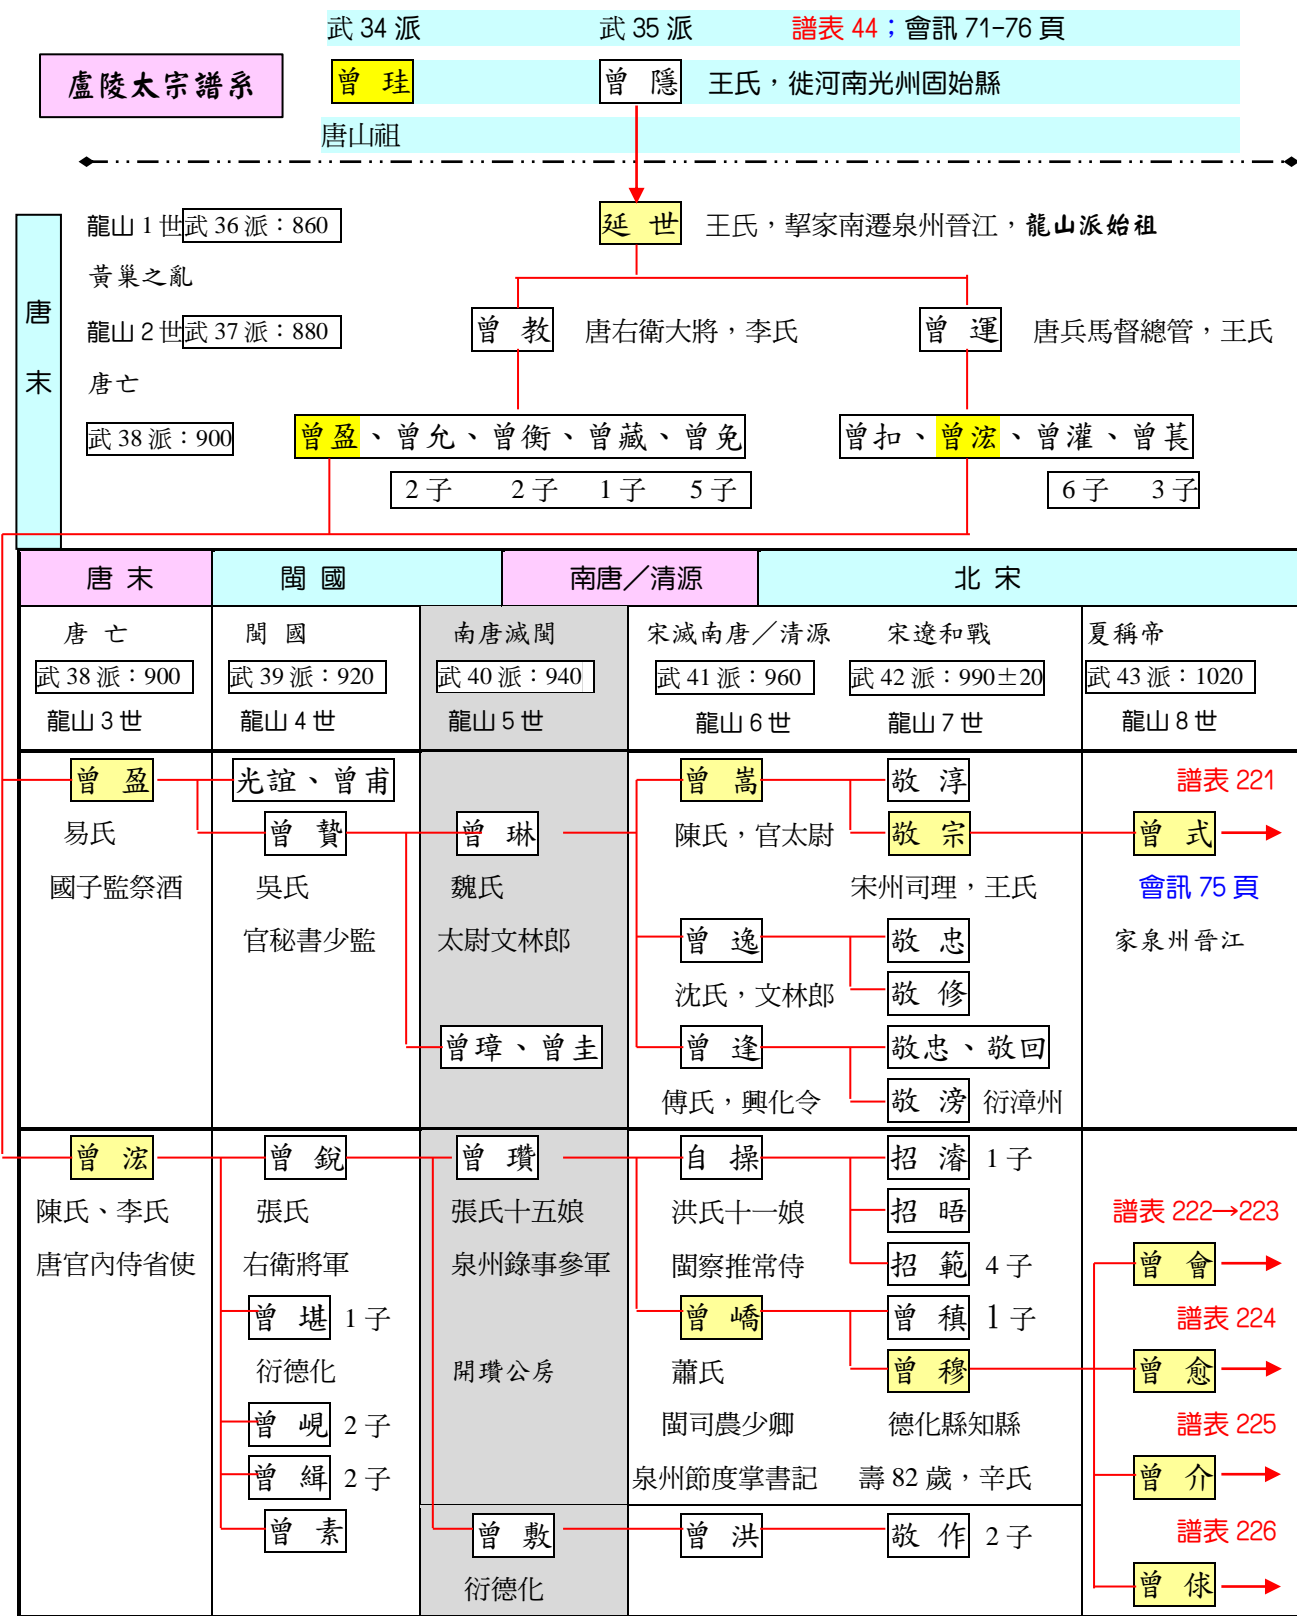 武 34 派 武 35 派 譜表 44；會訊 71-76 頁
盧陵太宗譜系
曾 珪 曾 隱 王氏，徙河南光州固始縣
唐山祖
龍山 1 世 武 36 派：860 延 世 王氏，挈家南遷泉州晉江，龍山派始祖
黃巢之亂
唐末
龍山 2 世 武 37 派：880 曾 教 唐右衛大將，李氏 曾 運 唐兵馬督總管，王氏
唐亡
武 38 派：900 曾盈、曾允、曾衡、曾藏、曾免 曾扣、曾浤、曾灌、曾萇
2 子 2 子 1 子 5 子 6 子 3 子
唐 末 閩 國 南唐／清源 北 宋
唐 亡 閩 國 南唐滅閩 宋滅南唐／清源 宋遼和戰 夏稱帝
武 38 派：900 武 39 派：920 武 40 派：940 武 41 派：960 武 42 派：990±20 武 43 派：1020
龍山 3 世 龍山 4 世 龍山 5 世 龍山 6 世 龍山 7 世 龍山 8 世
曾 盈 光誼、曾甫 曾 嵩 敬 淳 譜表 221
易氏 曾 贄 曾 琳 陳氏，官太尉 敬 宗 曾 式
國子監祭酒 吳氏 魏氏 宋州司理，王氏 會訊 75 頁
官秘書少監 太尉文林郎 曾 逸 敬 忠 家泉州晉江
沈氏，文林郎 敬 修
曾璋、曾圭 曾 逢 敬忠、敬回
傅氏，興化令 敬 滂 衍漳州
曾 浤 曾 銳 曾 瓚 自 操 招 濬 1 子
陳氏、李氏 張氏 張氏十五娘 洪氏十一娘 招 晤 譜表 222→223
唐官內侍省使 右衛將軍 泉州錄事參軍 閩察推常侍 招 範 4 子 曾 會
曾 堪 1 子 曾 嶠 曾 稹 1 子 譜表 224
衍德化 開瓚公房 蕭氏 曾 穆 曾 愈
曾 峴 2 子 閩司農少卿 德化縣知縣 譜表 225
曾 緝 2 子 泉州節度掌書記 壽 82 歲，辛氏 曾 介
曾 素 曾 敷 曾 洪 敬 作 2 子 譜表 226
衍德化 曾 俅